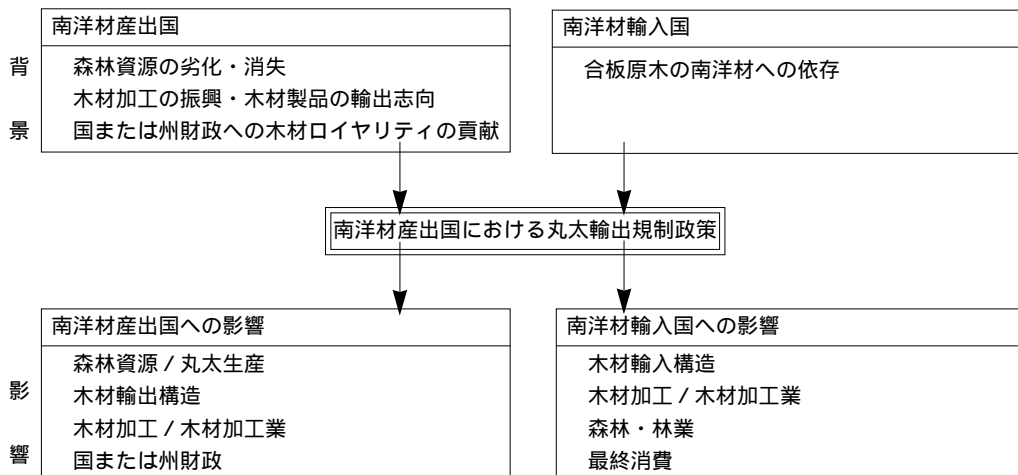 南洋材産出国
森林資源の劣化・消失
木材加工の振興・木材製品の輸出志向
国または州財政への木材ロイヤリティの貢献
南洋材輸入国
合板原木の南洋材への依存
背
景
南洋材産出国における丸太輸出規制政策
南洋材産出国への影響
森林資源 / 丸太生産
木材輸出構造
木材加工 / 木材加工業
国または州財政
南洋材輸入国への影響
木材輸入構造
木材加工 / 木材加工業
森林・林業
最終消費
影
響